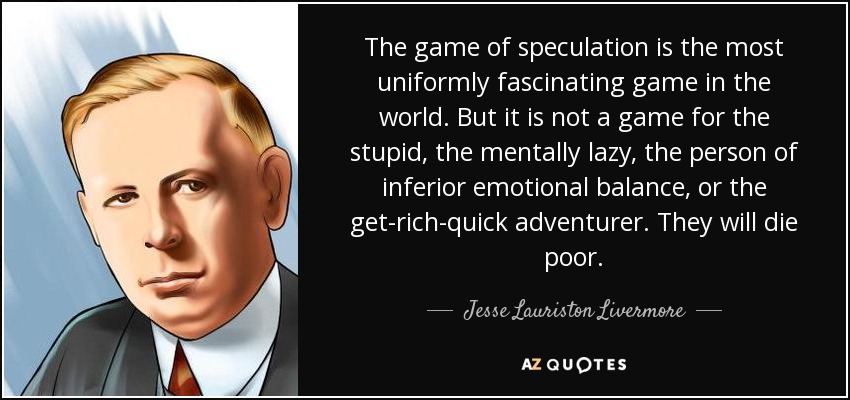 The game of speculation is the most
uniformly fascinating game in the
world. But it is not a game for the
stupid, the mentally lazy, the person of
inferior emotional balance, or the
get-rich-quick adventurer. They will die
poor.
Jesse Lauriston Livermore
AZ QUOTES